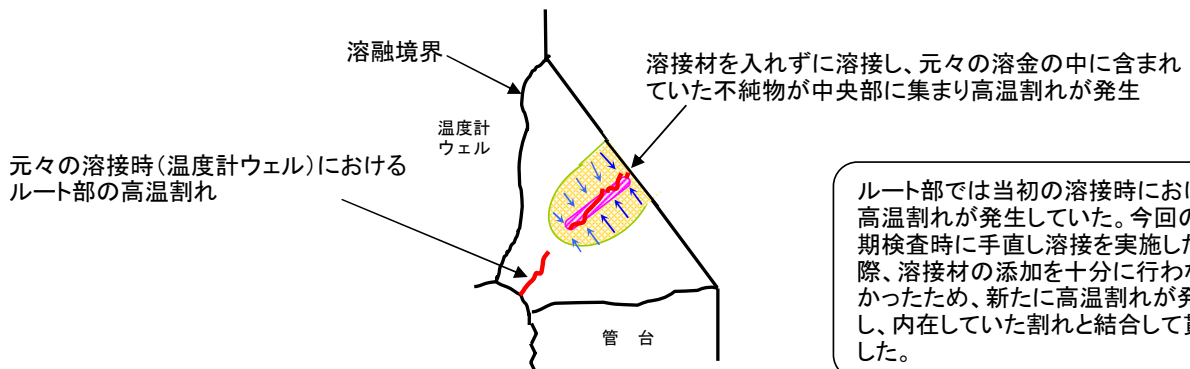 溶融境界
溶接材を入れずに溶接し、元々の溶金の中に含まれ
ていた不純物が中央部に集まり高温割れが発生
温度計
ウェル
元々の溶接時(温度計ウェル)における
ルート部の高温割れ
ルート部では当初の溶接時におけ
高温割れが発生していた。今回の
期検査時に手直し溶接を実施した
際、溶接材の添加を十分に行わな
かったため、新たに高温割れが発
し、内在していた割れと結合して
した。
管 台